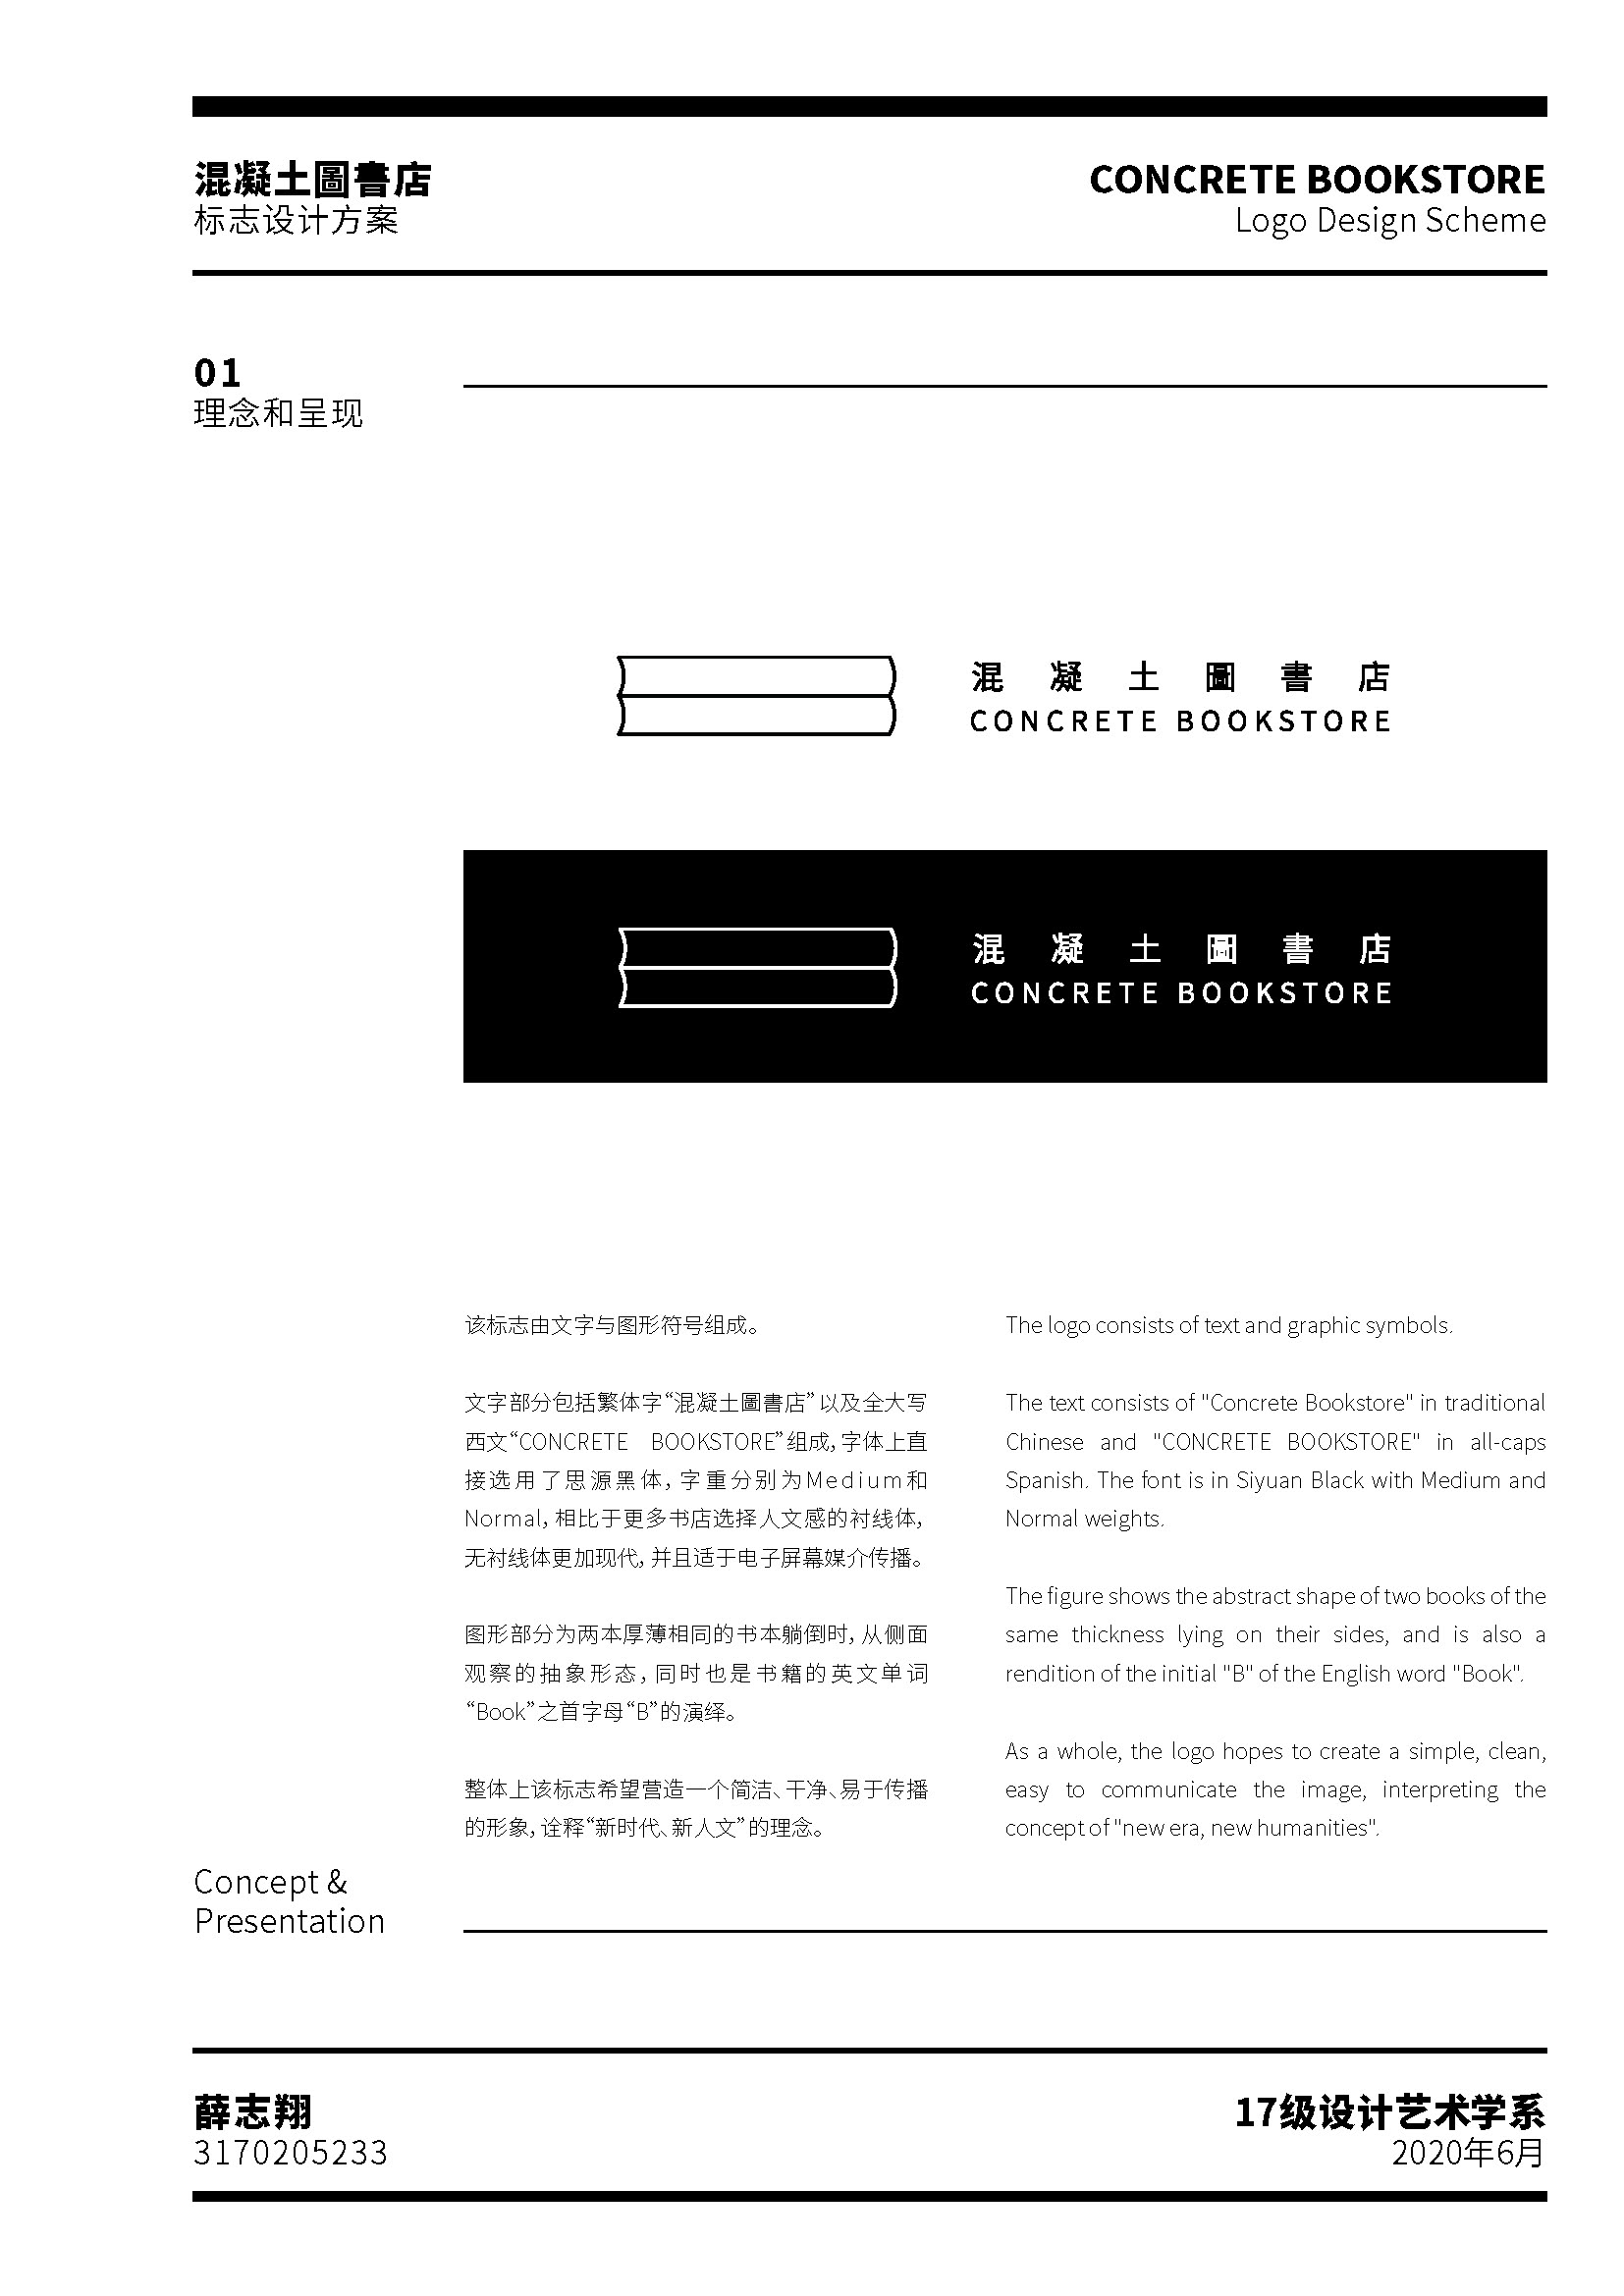 混凝土圖書店
标志设计方案
CONCRETE BOOKSTORE
Logo Design Scheme
01
理念和呈现
混凝土圖書店
CONCRETE BOOKSTORE
混凝土圖書店
CONCRETE BOOKSTORE
该标志由文字与图形符号组成。
文字部分包括繁体字“混凝土圖書店”以及全大写
西文“CONCRETE BOOKSTORE”组成，字体上直
接选用了思源黑体，字重分别为Medium和
Normal，相比于更多书店选择人文感的衬线体，
无衬线体更加现代，并且适于电子屏幕媒介传播。
图形部分为两本厚薄相同的书本躺倒时，从侧面
观察的抽象形态，同时也是书籍的英文单词
“Book”之首字母“B”的演绎。
整体上该标志希望营造一个简洁、干净、易于传播
的形象，诠释“新时代、新人文”的理念。
The logo consists of text and graphic symbols.
The text consists of "Concrete Bookstore" in traditional
Chinese and "CONCRETE BOOKSTORE" in all-caps
Spanish. The font is in Siyuan Black with Medium and
Normal weights.
The figure shows the abstract shape of two books of the
same thickness lying on their sides, and is also a
rendition of the initial "B" of the English word "Book".
As a whole, the logo hopes to create a simple, clean,
easy to communicate the image, interpreting the
concept of "new era, new humanities".
Concept &
Presentation
薛志翔
3170205233
17级设计艺术学系
2020年6月